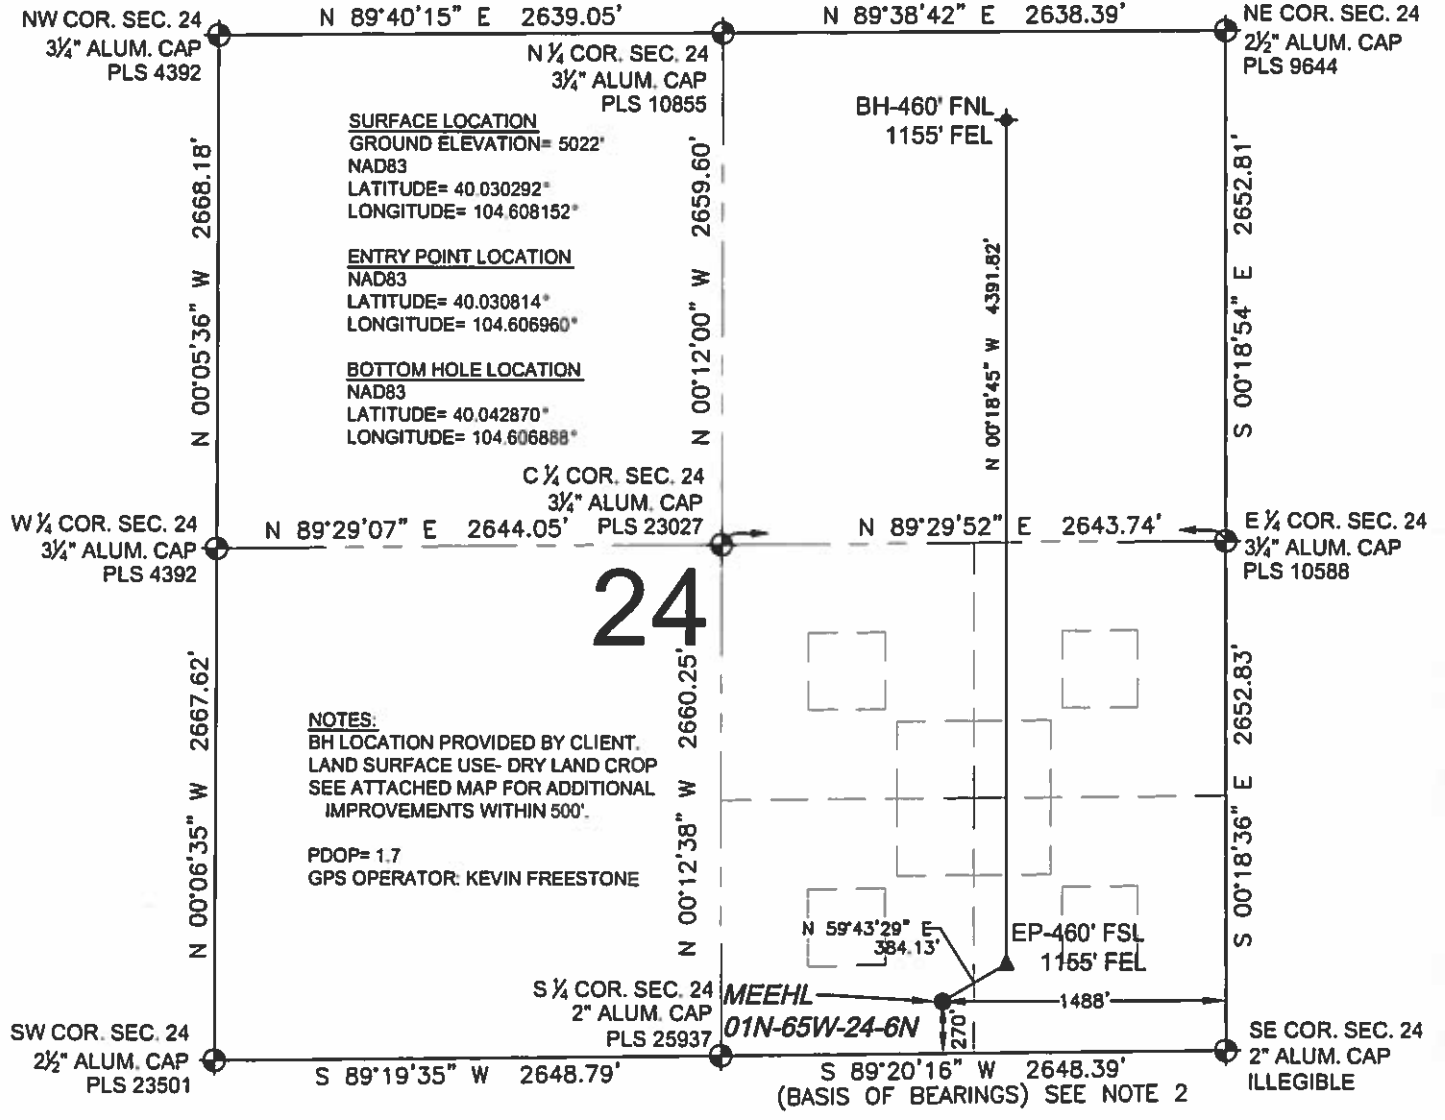 N 89°40'15" E 2639.05'
N 89°38'42" E 2638.39'
NW COR. SEC. 24
3¼" ALUM. CAP
PLS 4392
N ¼ COR. SEC. 24
3¼" ALUM. CAP
PLS 10855
NE COR. SEC. 24
2½" ALUM. CAP
PLS 9644
BH-460' FNL
1155' FEL
SURFACE LOCATION
GROUND ELEVATION= 5022'
NAD83
LATITUDE= 40.030292°
LONGITUDE= 104.608152°
ENTRY POINT LOCATION
NAD83
LATITUDE= 40.030814°
LONGITUDE= 104.606960°
BOTTOM HOLE LOCATION
NAD83
LATITUDE= 40.042870°
LONGITUDE= 104.606888°
N 00°05'36" W 2668.18'
N 00°12'00" W 2659.60'
N 00°18'45" W 4391.82'
S 00°18'54" E 2652.81'
C ¼ COR. SEC. 24
3¼" ALUM. CAP
PLS 23027
W ¼ COR. SEC. 24
3¼" ALUM. CAP
PLS 4392
N 89°29'07" E 2644.05'
N 89°29'52" E 2643.74'
E ¼ COR. SEC. 24
3¼" ALUM. CAP
PLS 10588
24
N 00°06'35" W 2667.62'
N 00°12'38" W 2660.25'
S 00°18'36" E 2652.83'
NOTES:
BH LOCATION PROVIDED BY CLIENT.
LAND SURFACE USE- DRY LAND CROP
SEE ATTACHED MAP FOR ADDITIONAL
IMPROVEMENTS WITHIN 500'.
PDOP= 1.7
GPS OPERATOR: KEVIN FREESTONE
N 59°43'29" E
384.13'
EP-460' FSL
1155' FEL
MEEHL
01N-65W-24-6N
1488'
270'
S ¼ COR. SEC. 24
2" ALUM. CAP
PLS 25937
SW COR. SEC. 24
2½" ALUM. CAP
PLS 23501
SE COR. SEC. 24
2" ALUM. CAP
ILLEGIBLE
S 89°19'35" W 2648.79'
S 89°20'16" W 2648.39'
(BASIS OF BEARINGS) SEE NOTE 2